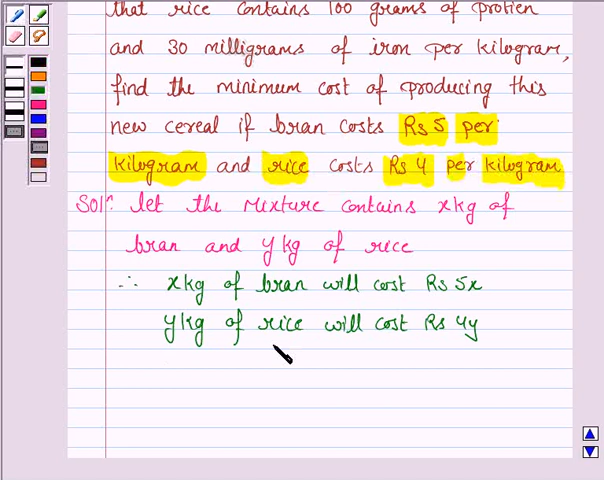 that rice contains 100 grams of protien
and 30 milligrams of iron per kilogram,
find the minimum cost of producing this
new cereal if bran costs Rs 5 per
kilogram and rice costs Rs 4 per kilogram
Solⁿ: let the mixture contains x kg of
bran and y kg of rice
∴ x kg of bran will cost Rs 5x
y kg of rice will cost Rs 4y